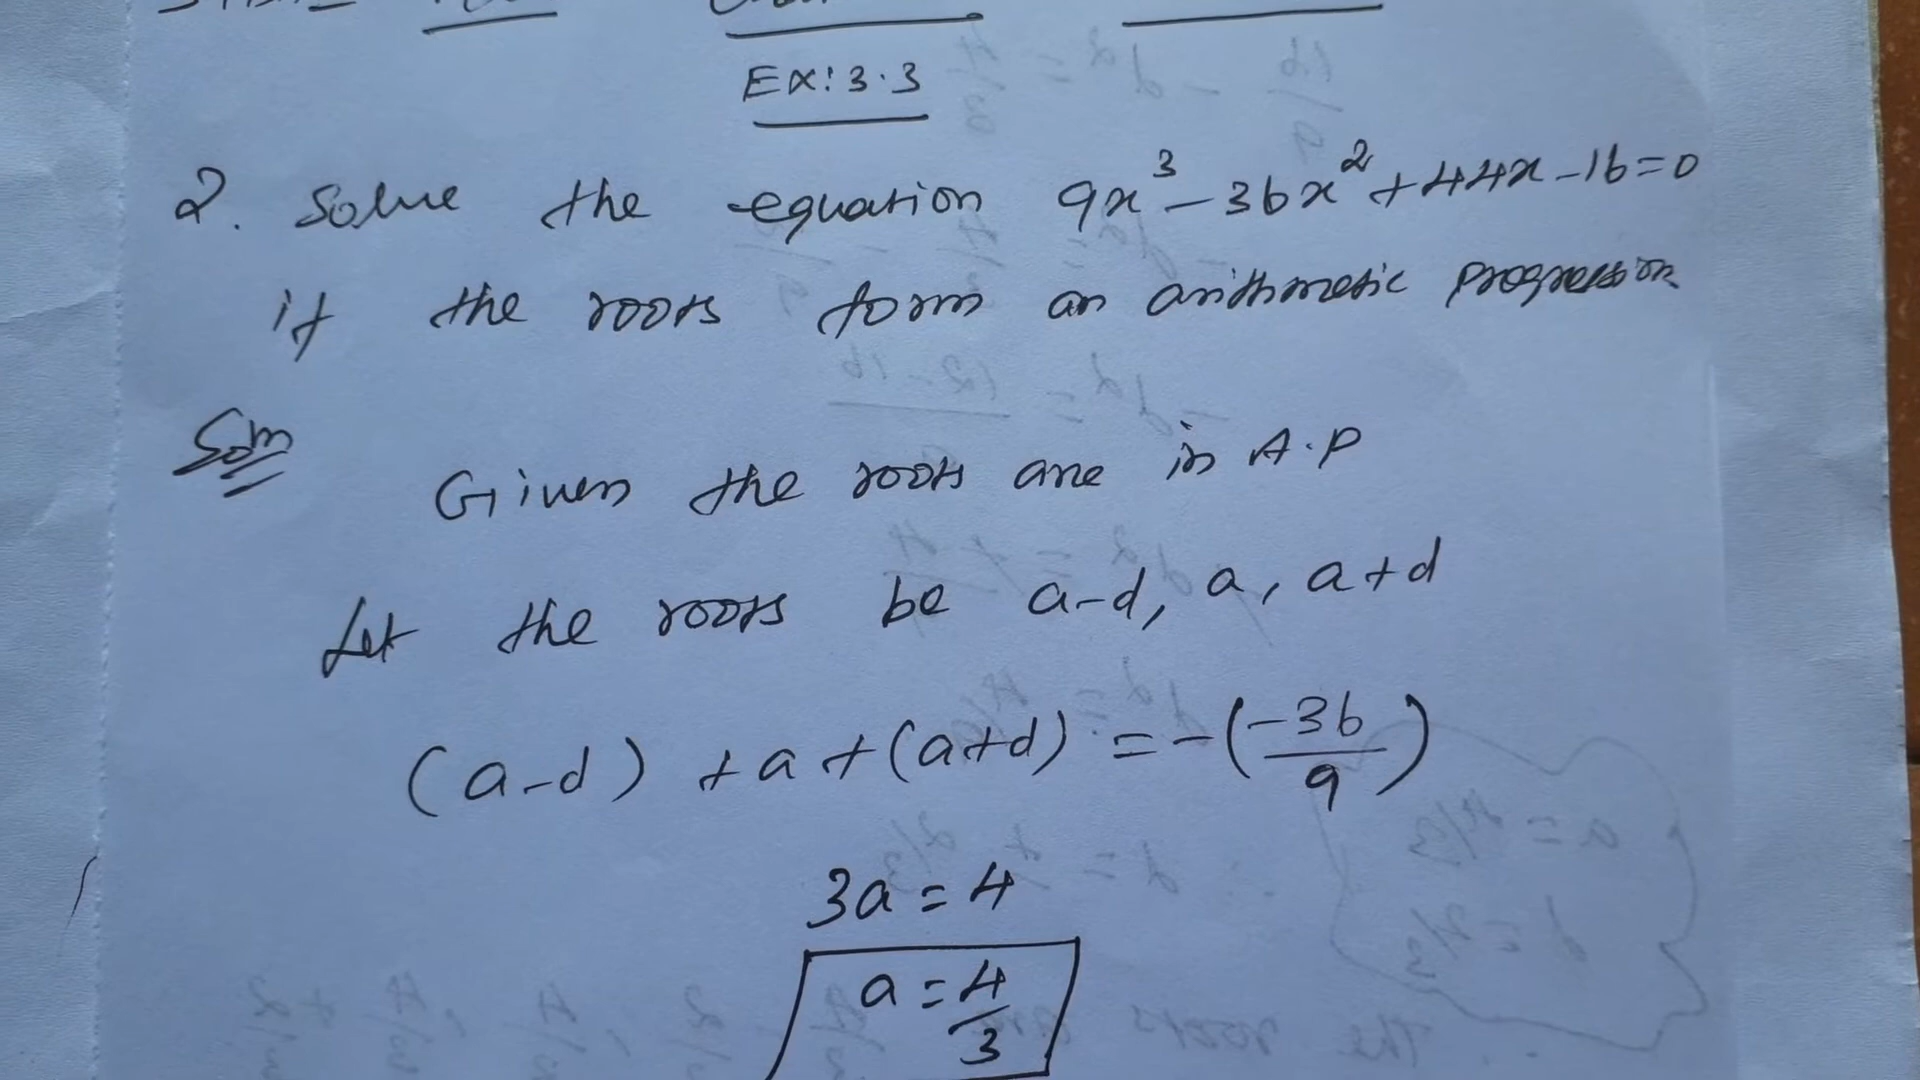 EX: 3.3
2. Solve the equation 9x³ - 36x² + 44x - 16 = 0
if the roots form an arithmetic progression
Soln
Given the roots are in A.P
Let the roots be a-d, a, a+d
(a-d) + a + (a+d) = -(-36/9)
3a = 4
a = 4/3